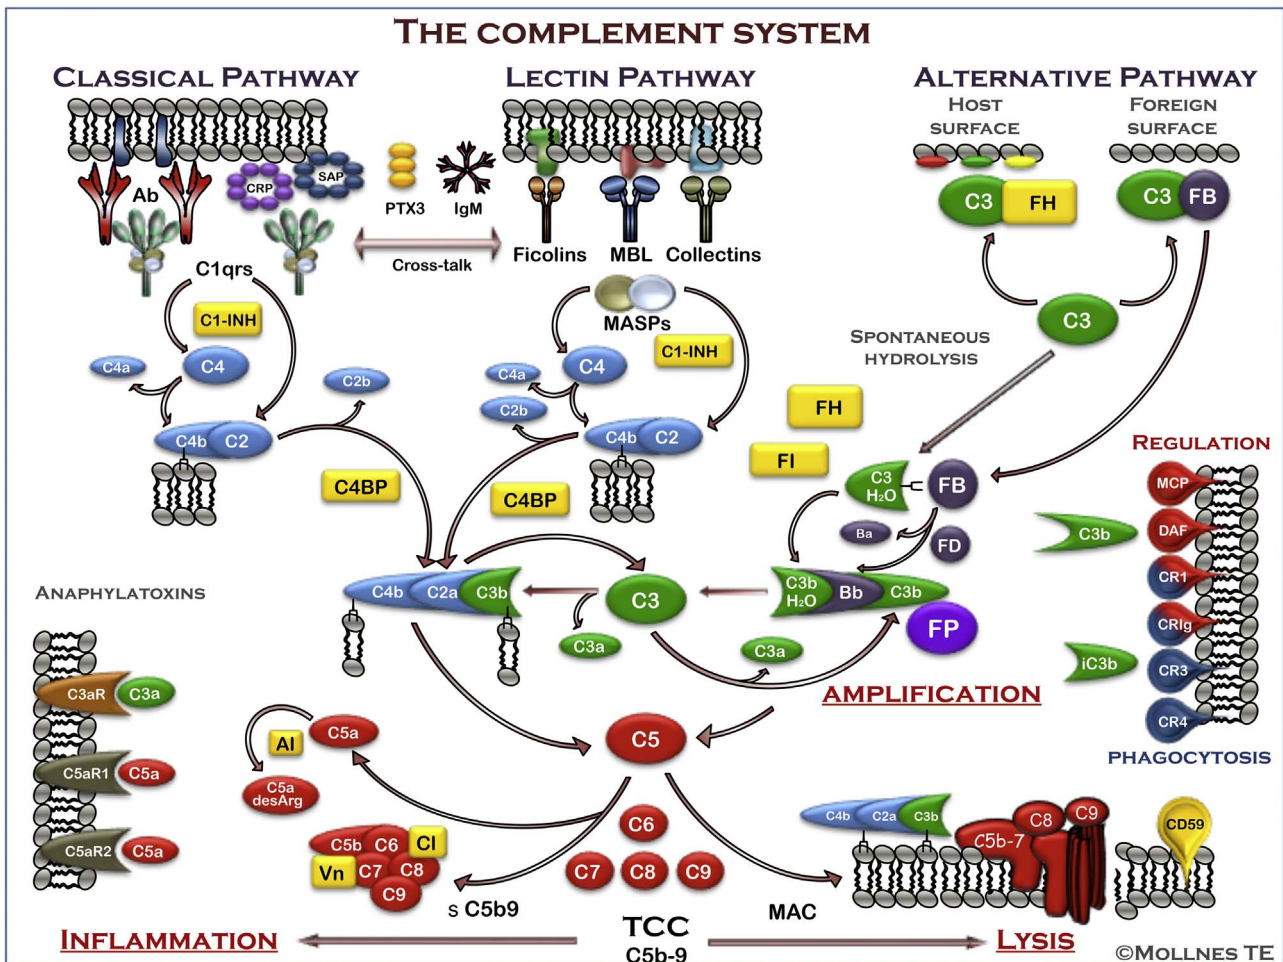 THE COMPLEMENT SYSTEM
CLASSICAL PATHWAY
LECTIN PATHWAY
ALTERNATIVE PATHWAY
HOST
SURFACE
FOREIGN
SURFACE
Ab
CRP
SAP
PTX3
IgM
Cross-talk
C1qrs
Ficolins
MBL
Collectins
MASPs
C3
FH
C3
FB
C3
SPONTANEOUS
HYDROLYSIS
C1-INH
C4a
C4
C2b
C4b
C2
C4BP
C1-INH
C4a
C4
C2b
C4b
C2
C4BP
FH
FI
C3
H₂O
FB
Ba
FD
C4b
C2a
C3b
C3
C3a
C3b
H₂O
Bb
C3b
FP
C3a
AMPLIFICATION
REGULATION
MCP
DAF
CR1
CRIg
CR3
CR4
C3b
iC3b
PHAGOCYTOSIS
ANAPHYLATOXINS
C3aR
C3a
C5aR1
C5a
C5aR2
C5a
C5
AI
C5a
C5a
desArg
C5b
C6
Cl
Vn
C7
C8
C9
s C5b9
C6
C7
C8
C9
TCC
C5b-9
MAC
C4b
C2a
C3b
C5b-7
C8
C9
CD59
INFLAMMATION
LYSIS
©MOLLNES TE